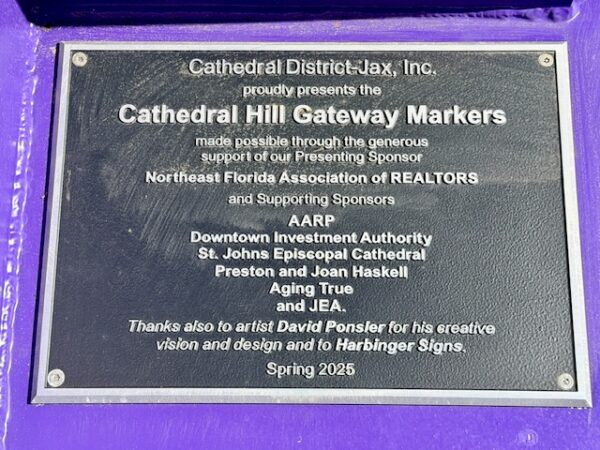 Cathedral District-Jax, Inc.
proudly presents the
Cathedral Hill Gateway Markers
made possible through the generous
support of our Presenting Sponsor
Northeast Florida Association of REALTORS
and Supporting Sponsors
AARP
Downtown Investment Authority
St. Johns Episcopal Cathedral
Preston and Joan Haskell
Aging True
and JEA.
Thanks also to artist David Ponsler for his creative
vision and design and to Harbinger Signs.
Spring 2025